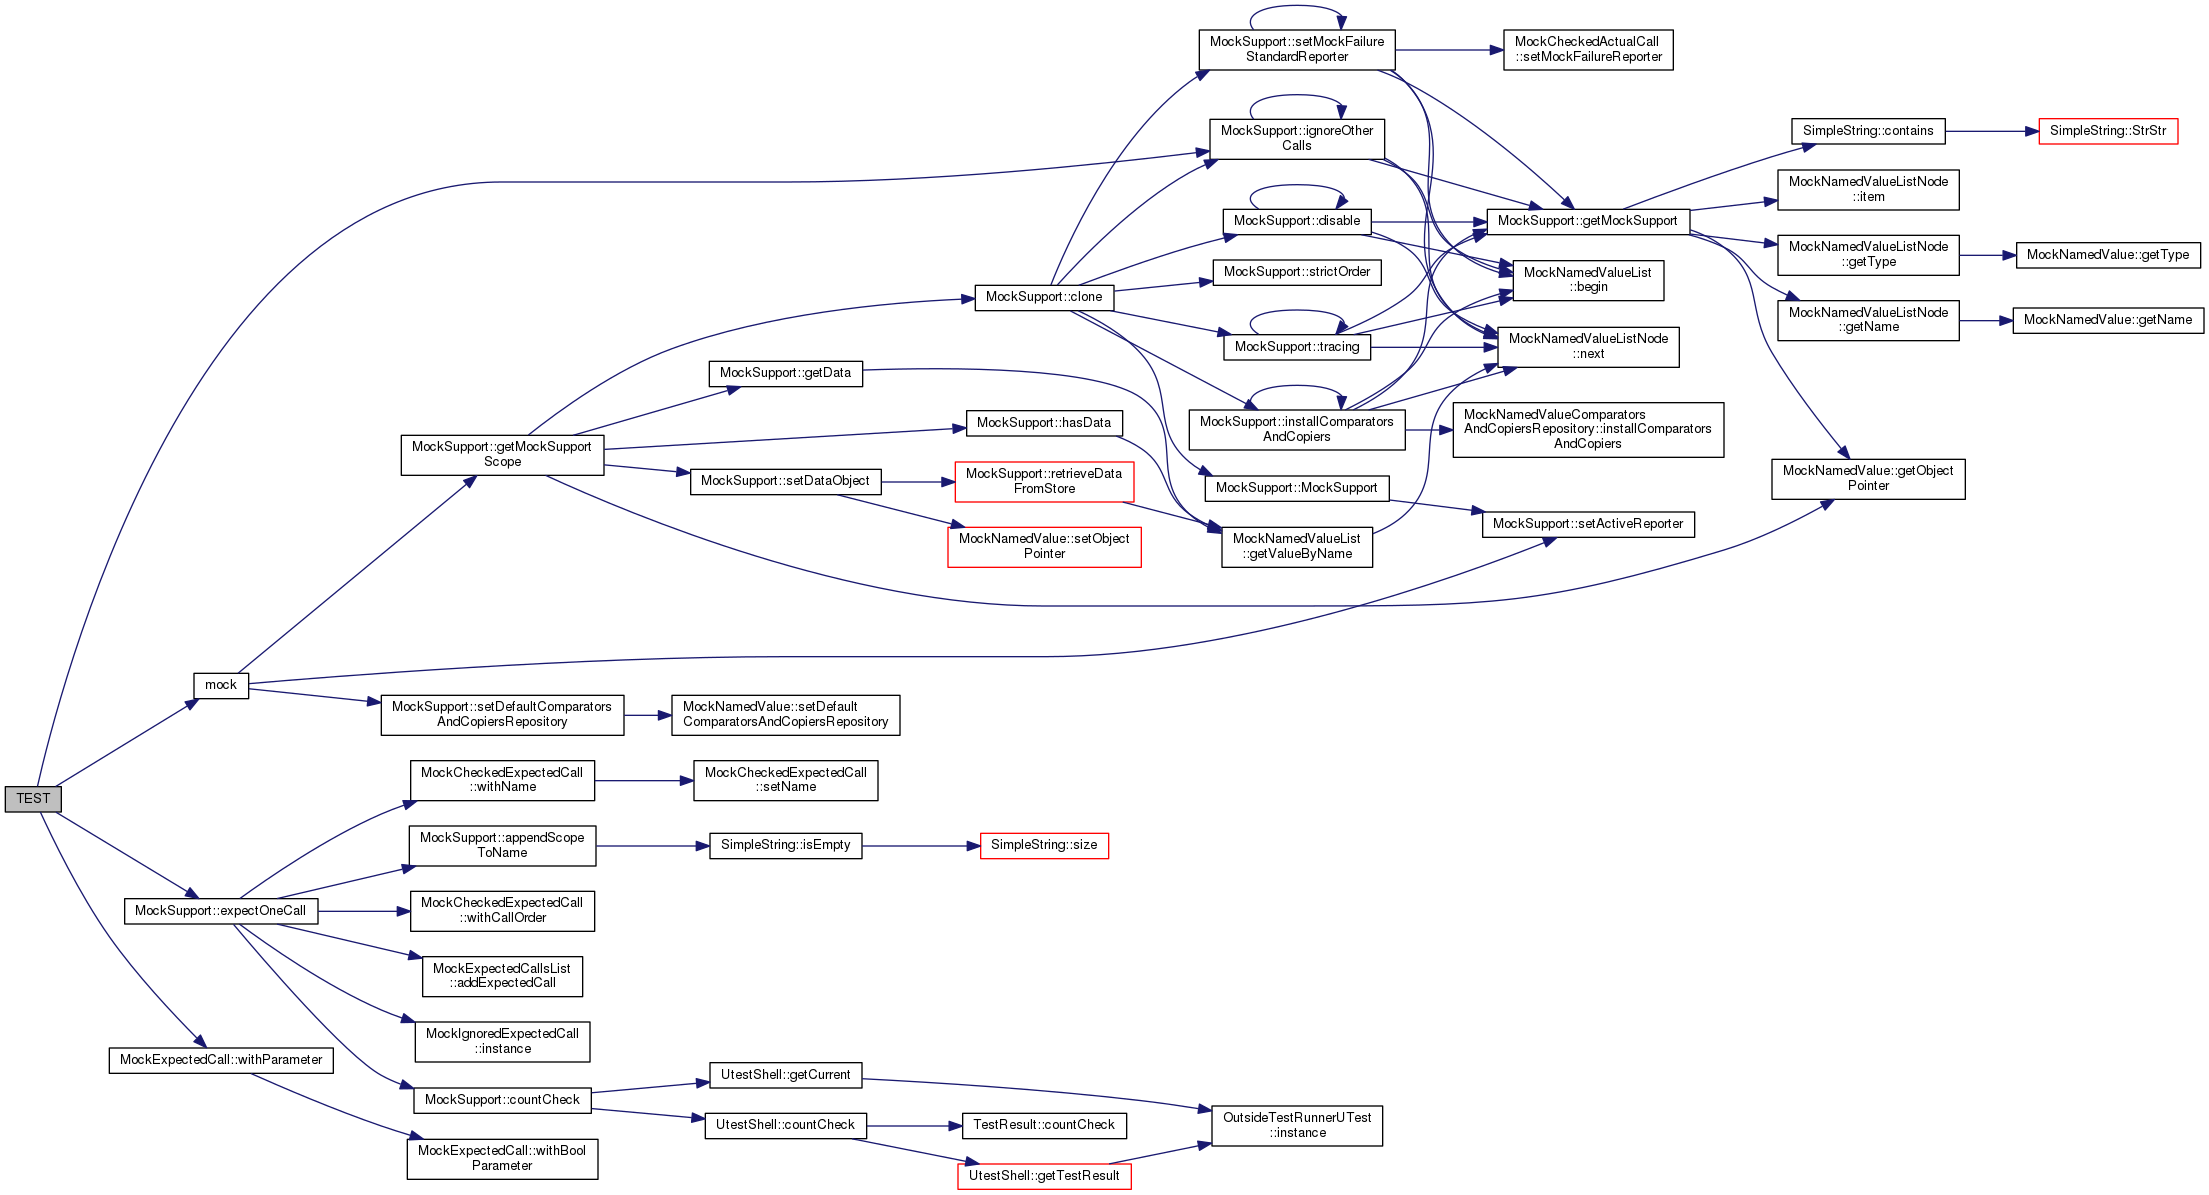 MockSupport::setMockFailure
StandardReporter
MockCheckedActualCall
::setMockFailureReporter
MockSupport::ignoreOther
Calls
SimpleString::contains
SimpleString::StrStr
MockNamedValueListNode
::item
MockSupport::disable
MockSupport::getMockSupport
MockNamedValueListNode
::getType
MockNamedValue::getType
MockSupport::strictOrder
MockNamedValueList
::begin
MockSupport::clone
MockNamedValueListNode
::getName
MockNamedValue::getName
MockSupport::tracing
MockNamedValueListNode
::next
MockSupport::getData
MockSupport::hasData
MockSupport::installComparators
AndCopiers
MockNamedValueComparators
AndCopiersRepository::installComparators
AndCopiers
MockSupport::getMockSupport
Scope
MockSupport::setDataObject
MockSupport::retrieveData
FromStore
MockSupport::MockSupport
MockNamedValue::getObject
Pointer
MockNamedValue::setObject
Pointer
MockNamedValueList
::getValueByName
MockSupport::setActiveReporter
mock
MockSupport::setDefaultComparators
AndCopiersRepository
MockNamedValue::setDefault
ComparatorsAndCopiersRepository
TEST
MockCheckedExpectedCall
::withName
MockCheckedExpectedCall
::setName
MockSupport::appendScope
ToName
SimpleString::isEmpty
SimpleString::size
MockSupport::expectOneCall
MockCheckedExpectedCall
::withCallOrder
MockExpectedCallsList
::addExpectedCall
MockIgnoredExpectedCall
::instance
MockExpectedCall::withParameter
MockSupport::countCheck
UtestShell::getCurrent
UtestShell::countCheck
TestResult::countCheck
OutsideTestRunnerUTest
::instance
MockExpectedCall::withBool
Parameter
UtestShell::getTestResult